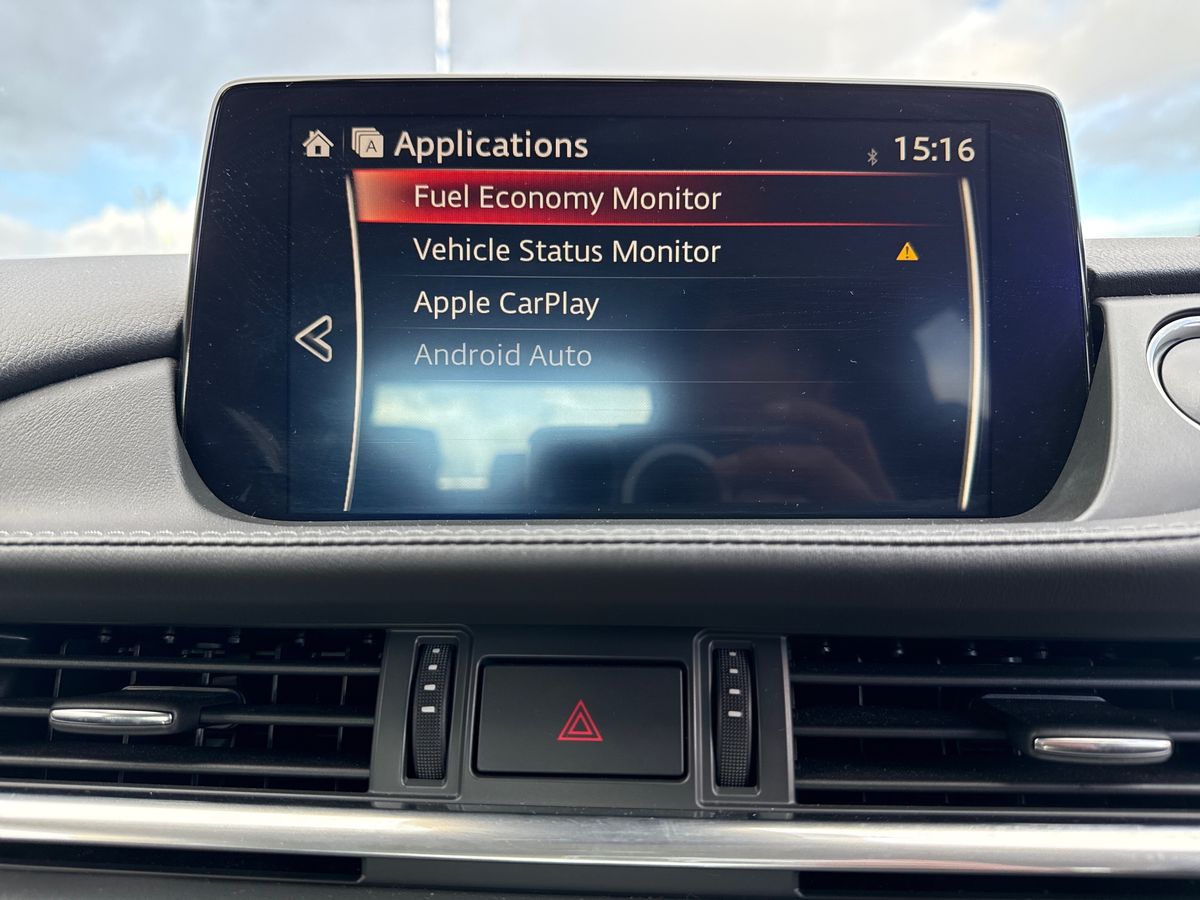 A
Applications
15:16
Fuel Economy Monitor
Vehicle Status Monitor
Apple CarPlay
Android Auto